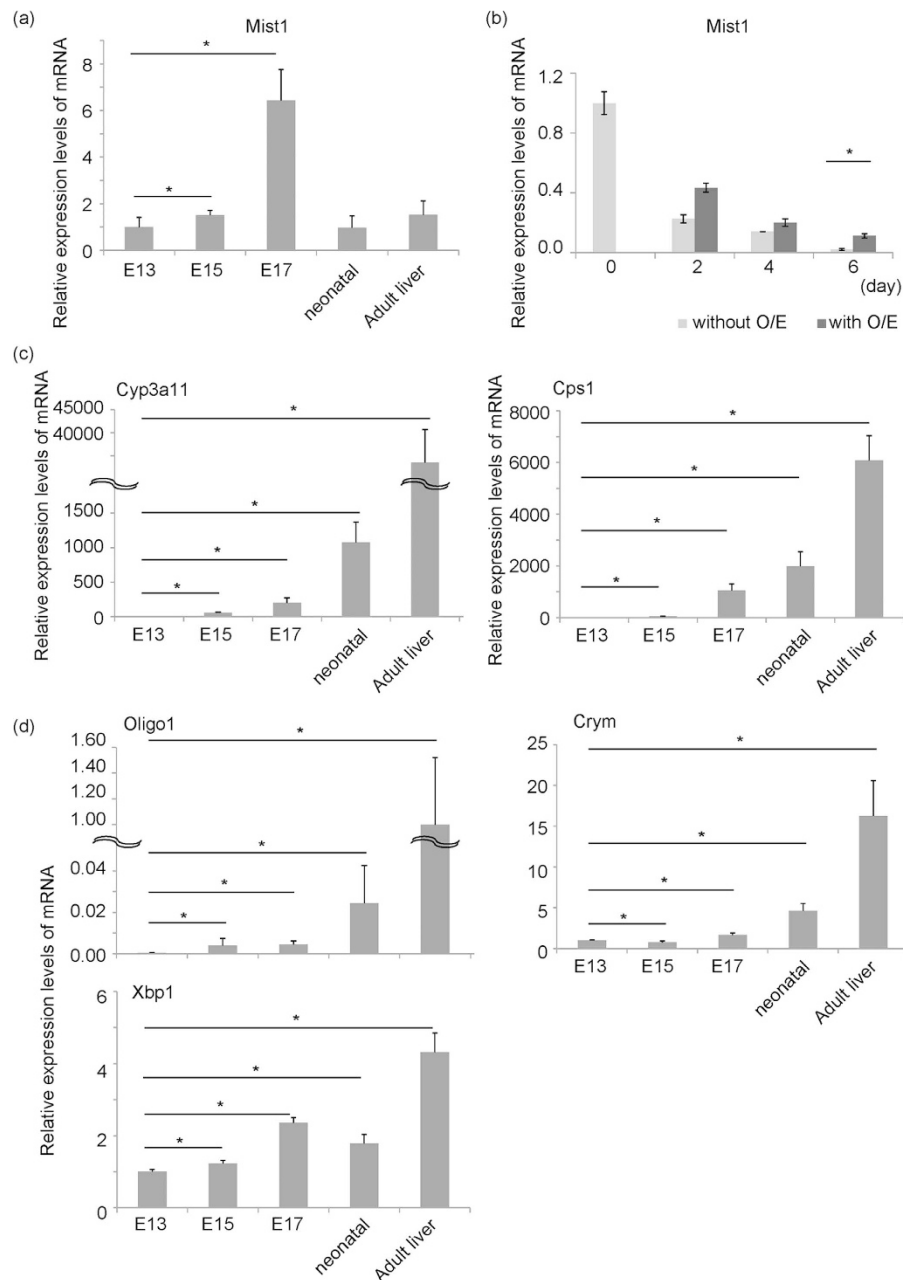 (a)
Mist1
Relative expression levels of mRNA
8
6
4
2
0
*
*
E13 E15 E17 neonatal Adult liver
(b)
Mist1
Relative expression levels of mRNA
1.2
0.8
0.4
0.0
*
0 2 4 6
(day)
without O/E with O/E
(c)
Cyp3a11
Relative expression levels of mRNA
45000
40000
1500
1000
500
0
*
*
*
*
E13 E15 E17 neonatal Adult liver
Cps1
Relative expression levels of mRNA
8000
6000
4000
2000
0
*
*
*
*
E13 E15 E17 neonatal Adult liver
(d)
Oligo1
Relative expression levels of mRNA
1.60
1.40
1.20
1.00
0.04
0.02
0.00
*
*
*
*
Crym
25
20
15
10
5
0
*
*
*
*
E13 E15 E17 neonatal Adult liver
Xbp1
6
4
2
0
*
*
*
*
E13 E15 E17 neonatal Adult liver